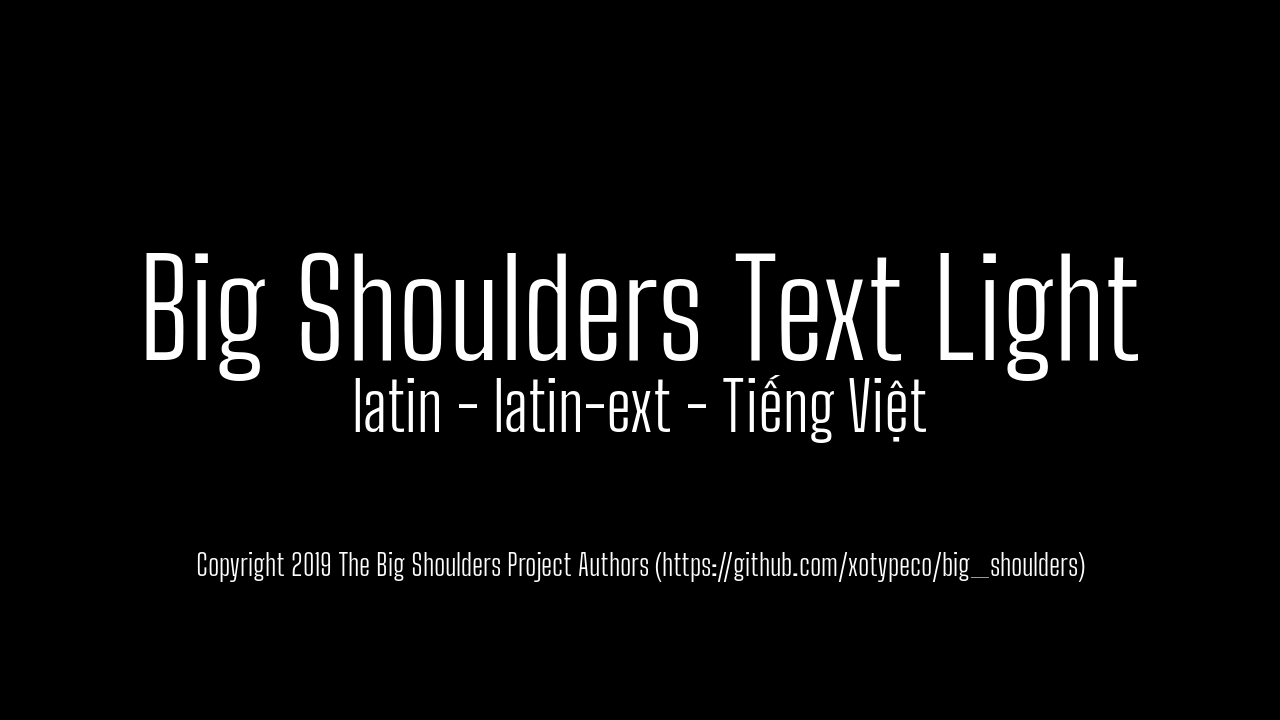 Big Shoulders Text Light
latin - latin-ext - Tiếng Việt
Copyright 2019 The Big Shoulders Project Authors (https://github.com/xotypeco/big_shoulders)